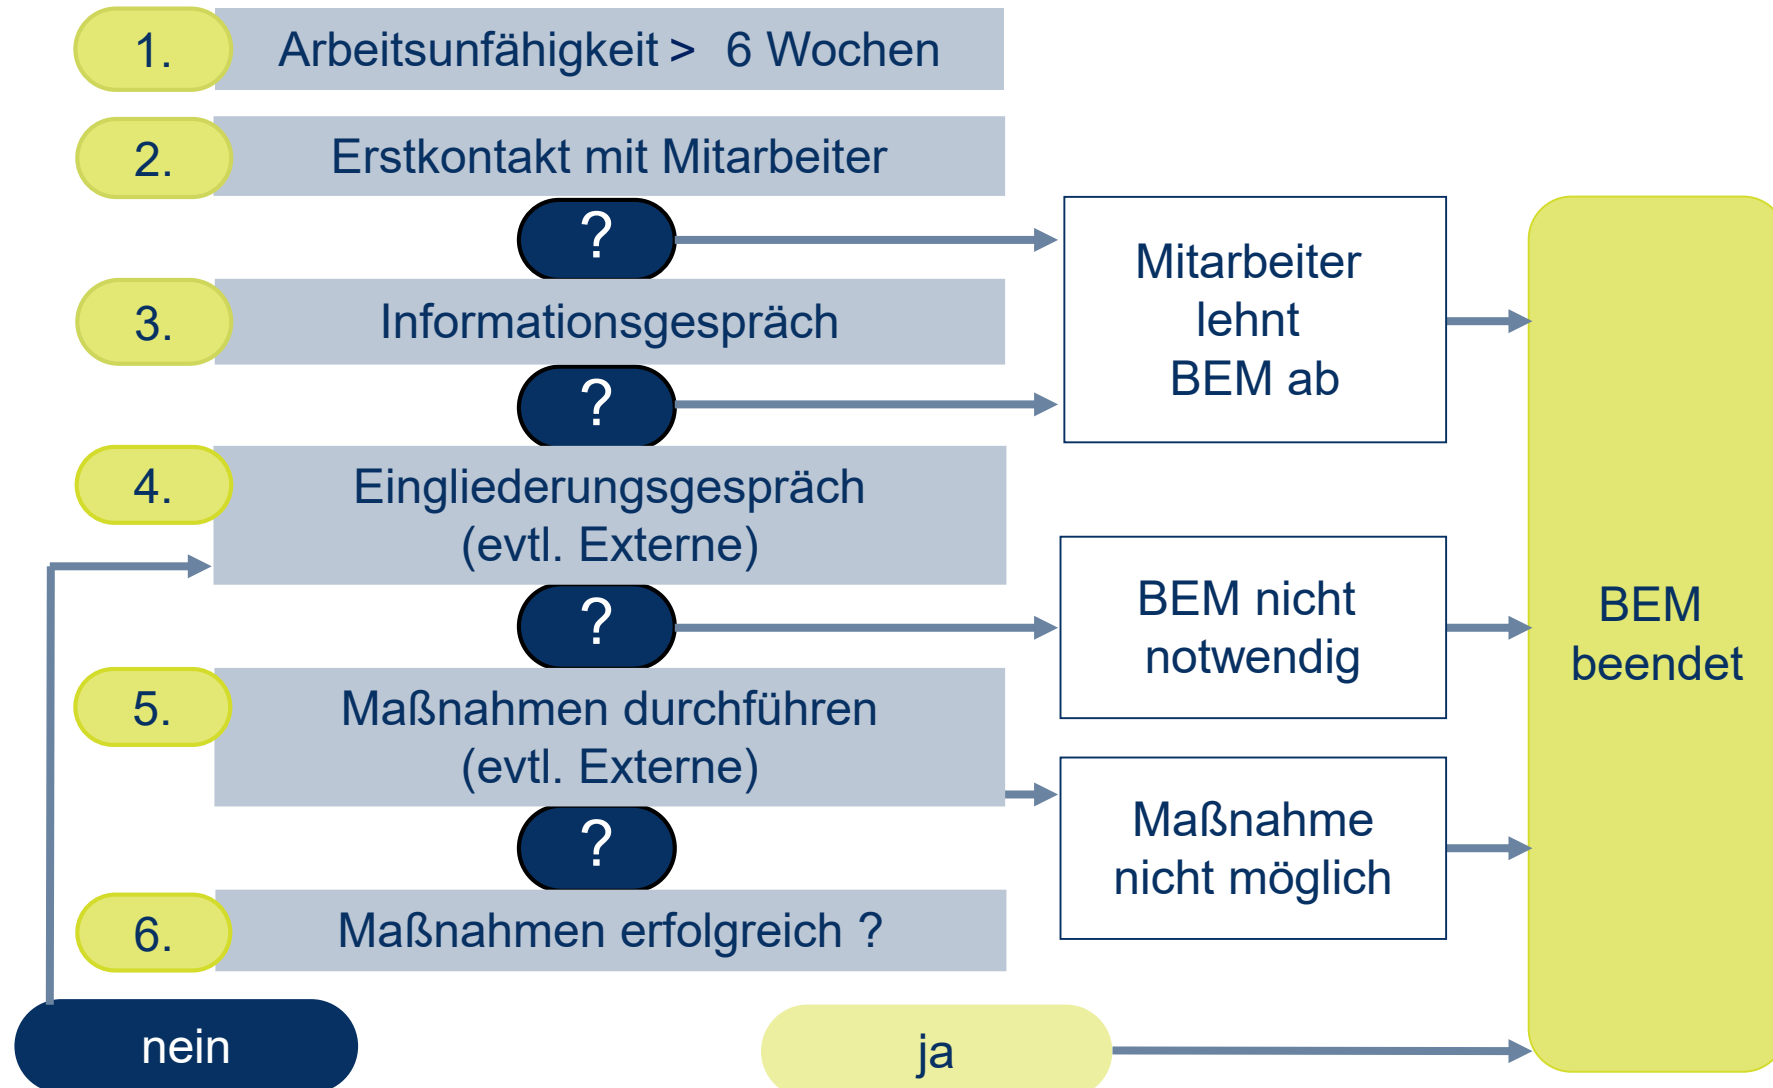 1.
Arbeitsunfähigkeit > 6 Wochen
2.
Erstkontakt mit Mitarbeiter
?
3.
Informationsgespräch
?
Mitarbeiter
lehnt
BEM ab
4.
Eingliederungsgespräch
(evtl. Externe)
?
BEM nicht
notwendig
5.
Maßnahmen durchführen
(evtl. Externe)
?
Maßnahme
nicht möglich
6.
Maßnahmen erfolgreich ?
BEM
beendet
nein
ja